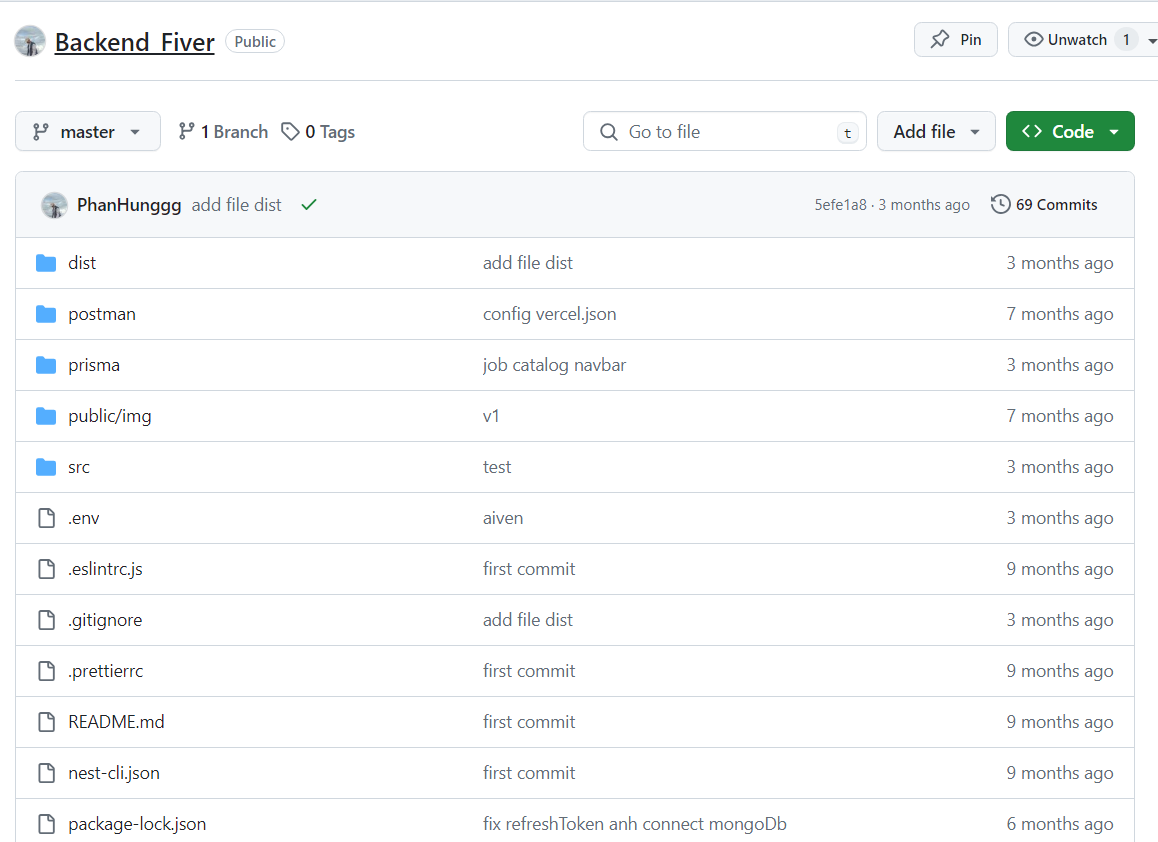 Backend_Fiver Public Pin Unwatch 1
master 1 Branch 0 Tags Go to file t Add file Code
PhanHunggg add file dist 5efe1a8 · 3 months ago 69 Commits
dist add file dist 3 months ago
postman config vercel.json 7 months ago
prisma job catalog navbar 3 months ago
public/img v1 7 months ago
src test 3 months ago
.env aiven 3 months ago
.eslintrc.js first commit 9 months ago
.gitignore add file dist 3 months ago
.prettierrc first commit 9 months ago
README.md first commit 9 months ago
nest-cli.json first commit 9 months ago
package-lock.json fix refreshToken anh connect mongoDb 6 months ago